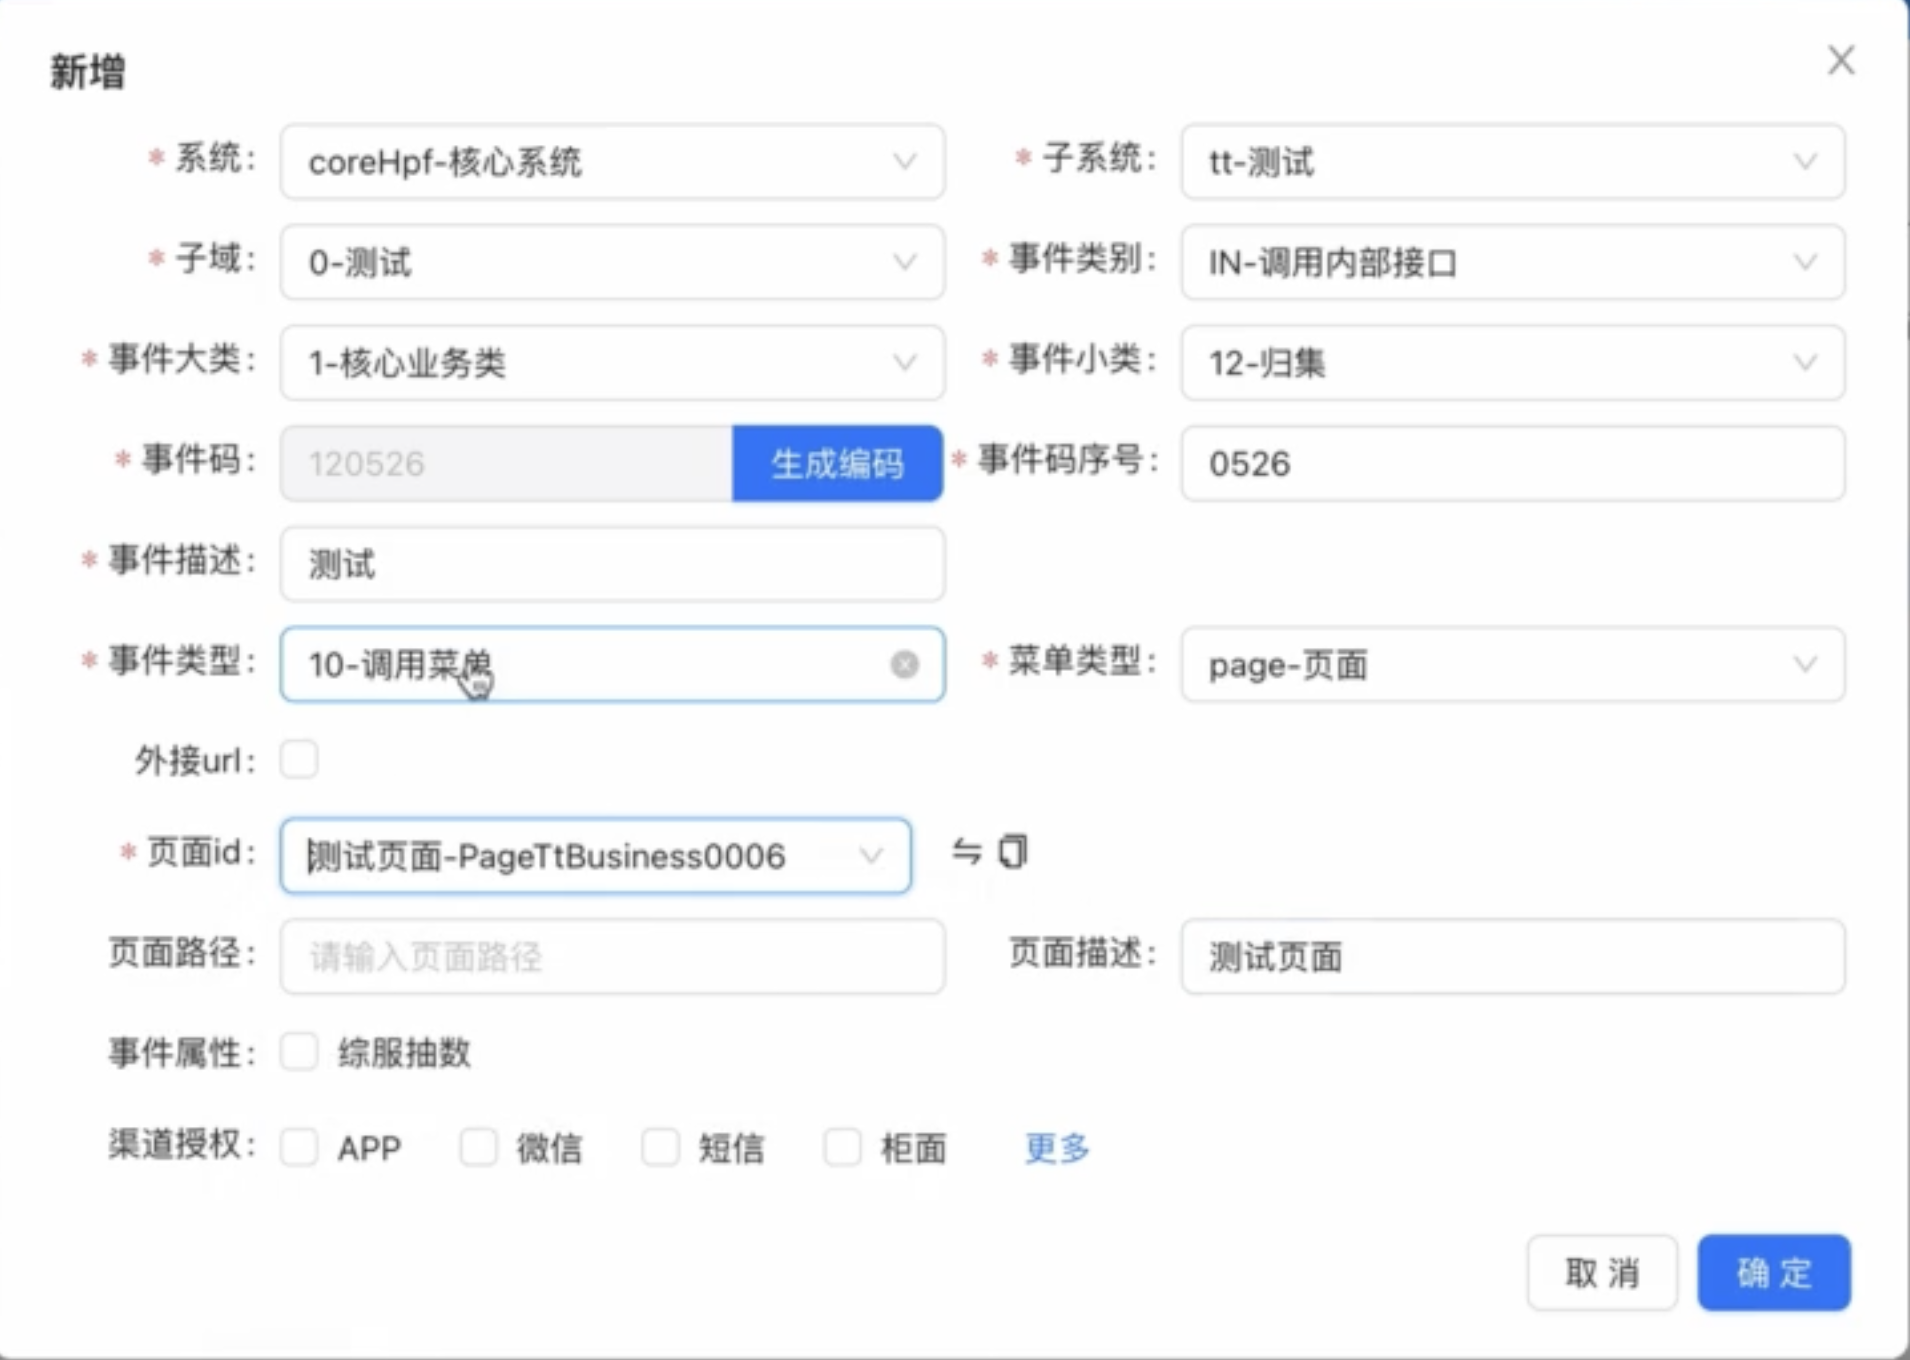 新增
* 系统: coreHpf-核心系统 * 子系统: tt-测试
* 子域: 0-测试 * 事件类别: IN-调用内部接口
* 事件大类: 1-核心业务类 * 事件小类: 12-归集
* 事件码: 120526 生成编码 * 事件码序号: 0526
* 事件描述: 测试
* 事件类型: 10-调用菜单 * 菜单类型: page-页面
外接url:
* 页面id: 测试页面-PageTtBusiness0006
页面路径: 请输入页面路径 页面描述: 测试页面
事件属性: 综服抽数
渠道授权: APP 微信 短信 柜面 更多
取消 确定